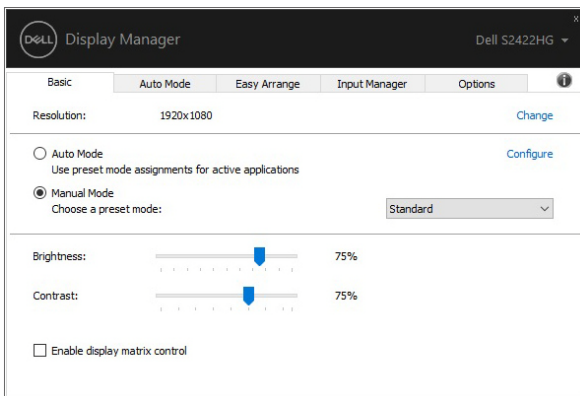 DELL Display Manager Dell S2422HG
Basic Auto Mode Easy Arrange Input Manager Options
Resolution: 1920x1080 Change
Auto Mode Configure
Use preset mode assignments for active applications
Manual Mode
Choose a preset mode: Standard
Brightness: 75%
Contrast: 75%
Enable display matrix control